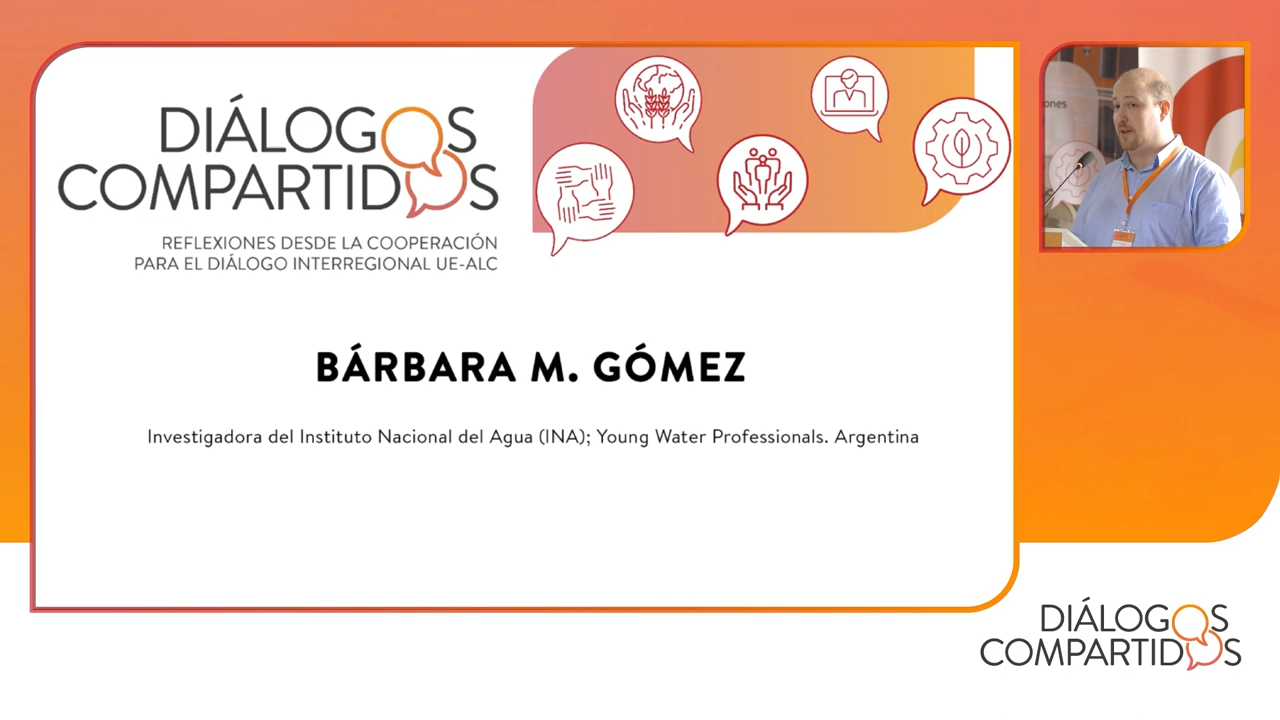 DIÁLOGOS
COMPARTIDOS
REFLEXIONES DESDE LA COOPERACIÓN
PARA EL DIÁLOGO INTERREGIONAL UE-ALC
BÁRBARA M. GÓMEZ
Investigadora del Instituto Nacional del Agua (INA); Young Water Professionals. Argentina
DIÁLOGOS
COMPARTIDOS